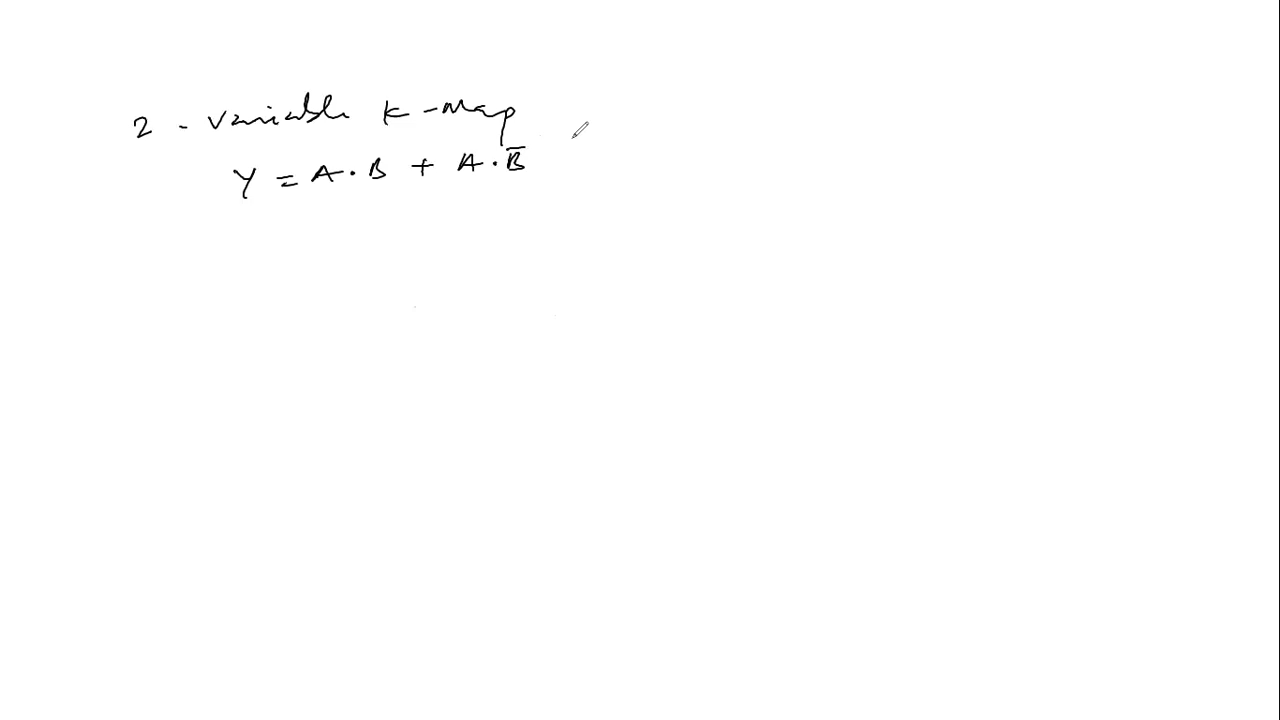 2 - variable K-Map
Y = A · B + A · B̅